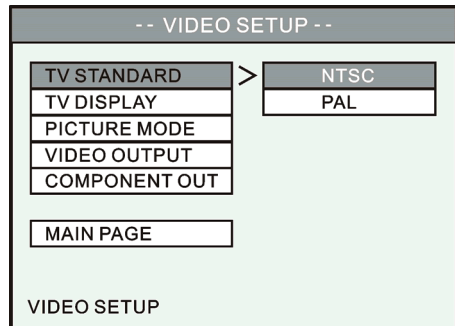 -- VIDEO SETUP --
TV STANDARD > NTSC
TV DISPLAY PAL
PICTURE MODE
VIDEO OUTPUT
COMPONENT OUT
MAIN PAGE
VIDEO SETUP